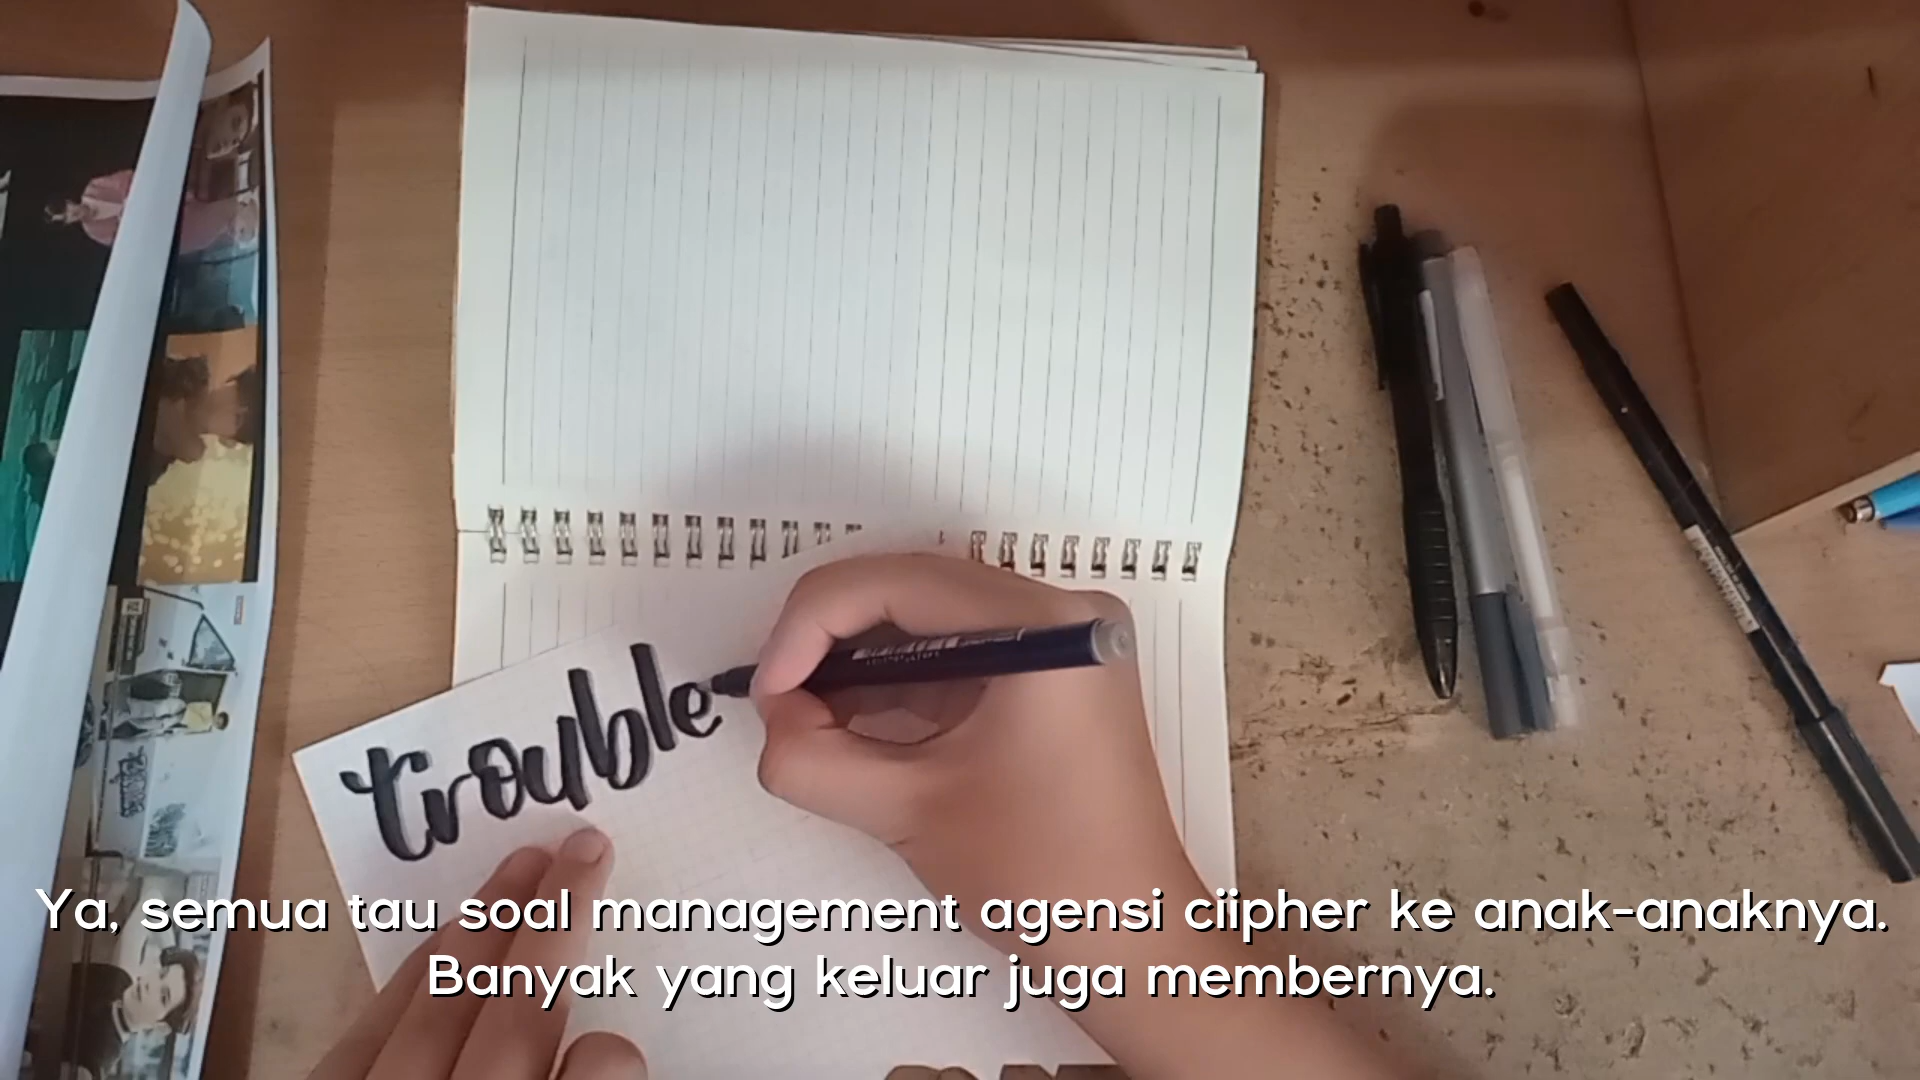 trouble
Ya, semua tau soal management agensi ciipher ke anak-anaknya.
Banyak yang keluar juga membernya.